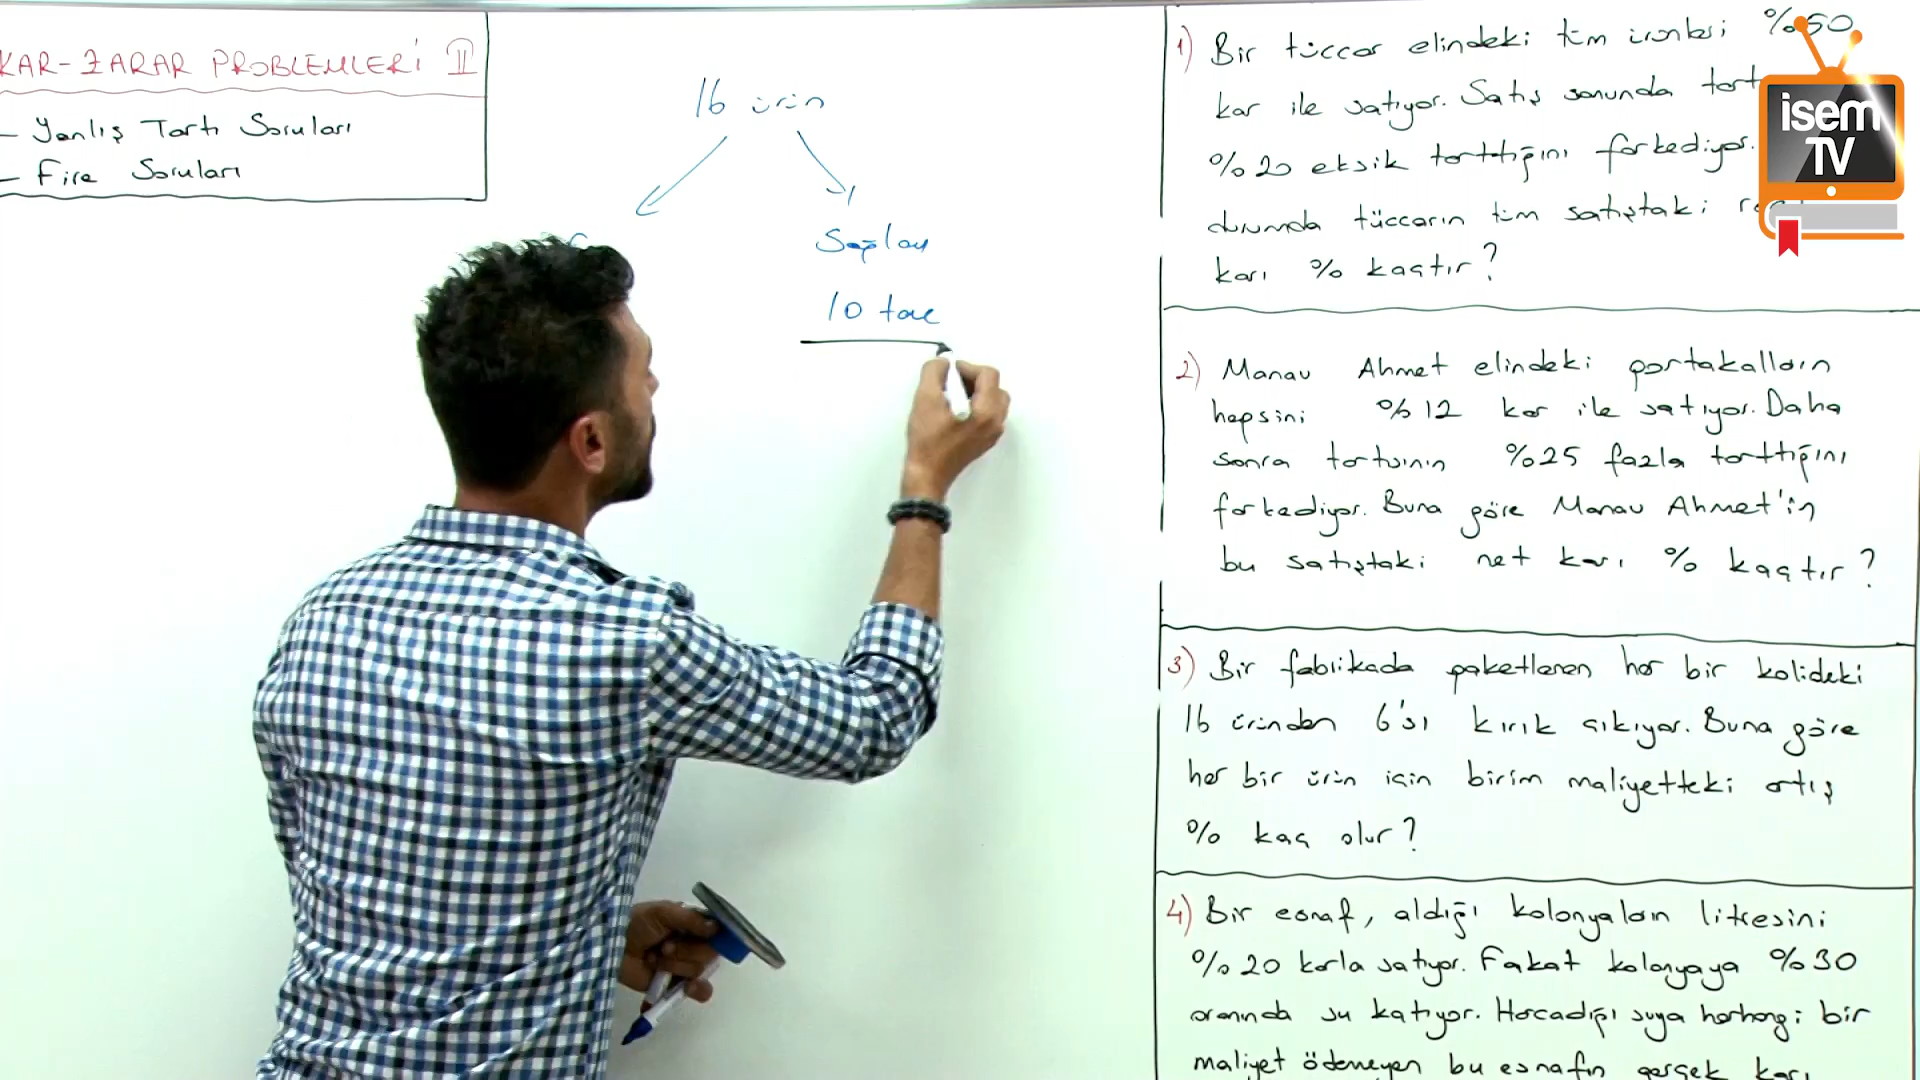 KAR-ZARAR PROBLEMLERİ II
- Yanlış Tartı Soruları
- Fire Soruları
16 ürün
Sağlam
10 tane
1) Bir tüccar elindeki tüm ürünleri %50
kar ile satıyor. Satış sonunda
%20 eksik tarttığını farkediyor.
durumda tüccarın tüm satıştaki
karı % kaçtır?
2) Manav Ahmet elindeki portakalların
hepsini %12 kar ile satıyor. Daha
sonra tartısının %25 fazla tarttığını
farkediyor. Buna göre Manav Ahmet'in
bu satıştaki net karı % kaçtır?
3) Bir fabrikada paketlenen her bir kolideki
16 üründen 6'sı kırık çıkıyor. Buna göre
her bir ürün için birim maliyetteki artış
% kaç olur?
4) Bir esnaf, aldığı kolonyaların litresini
%20 karla satıyor. Fakat kolonyaya %30
oranında su katıyor. Harcadığı suya herhangi bir
maliyet ödemeyen bu esnafın gerçek karı
isem
TV